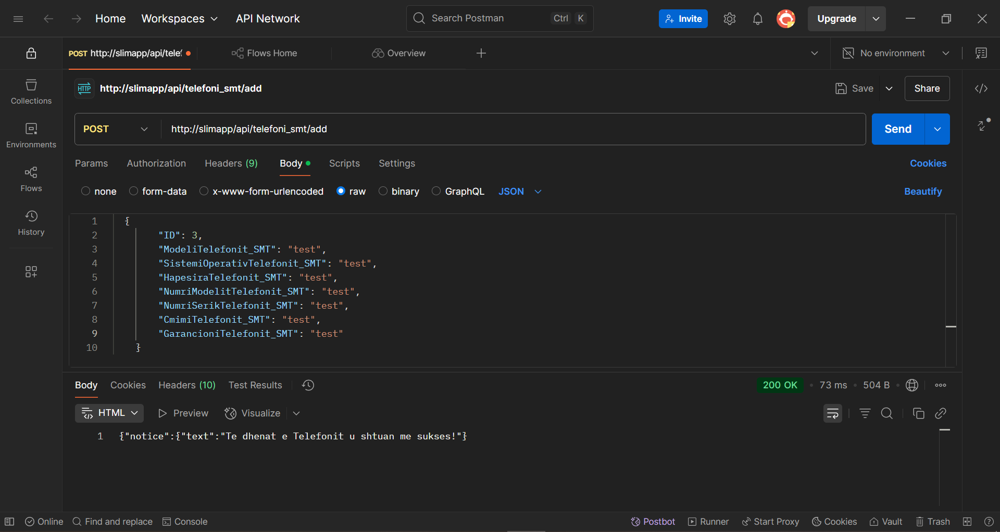 Home Workspaces API Network Search Postman Ctrl K Invite Upgrade
POST http://slimapp/api/tele Flows Home Overview No environment
Collections
Environments
Flows
History
HTTP http://slimapp/api/telefoni_smt/add Save Share
POST http://slimapp/api/telefoni_smt/add Send
Params Authorization Headers (9) Body Scripts Settings Cookies
none form-data x-www-form-urlencoded raw binary GraphQL JSON Beautify
1 {
2 "ID": 3,
3 "ModeliTelefonit_SMT": "test",
4 "SistemiOperativTelefonit_SMT": "test",
5 "HapesiraTelefonit_SMT": "test",
6 "NumriModelitTelefonit_SMT": "test",
7 "NumriSerikTelefonit_SMT": "test",
8 "CmimiTelefonit_SMT": "test",
9 "GarancioniTelefonit_SMT": "test"
10 }
Body Cookies Headers (10) Test Results 200 OK • 73 ms • 504 B
HTML Preview Visualize
1 {"notice":{"text":"Te dhenat e Telefonit u shtuan me sukses!"}
Online Find and replace Console Postbot Runner Start Proxy Cookies Vault Trash